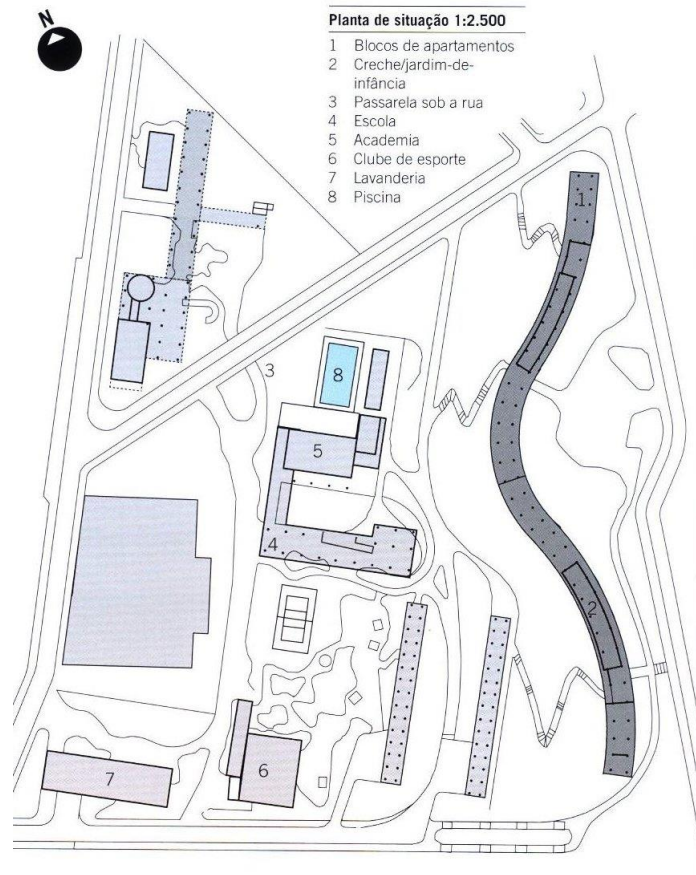 N
Planta de situação 1:2.500
1 Blocos de apartamentos
2 Creche/jardim-de-
infância
3 Passarela sob a rua
4 Escola
5 Academia
6 Clube de esporte
7 Lavanderia
8 Piscina
1
3
8
5
4
2
6
7